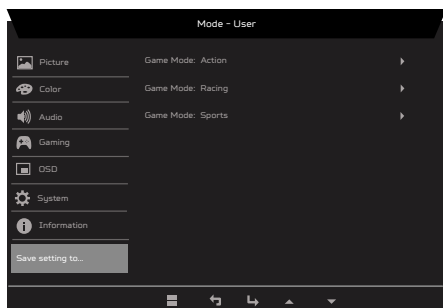 Mode - User
Picture
Game Mode: Action
Color
Game Mode: Racing
Audio
Game Mode: Sports
Gaming
OSD
System
Information
Save setting to...